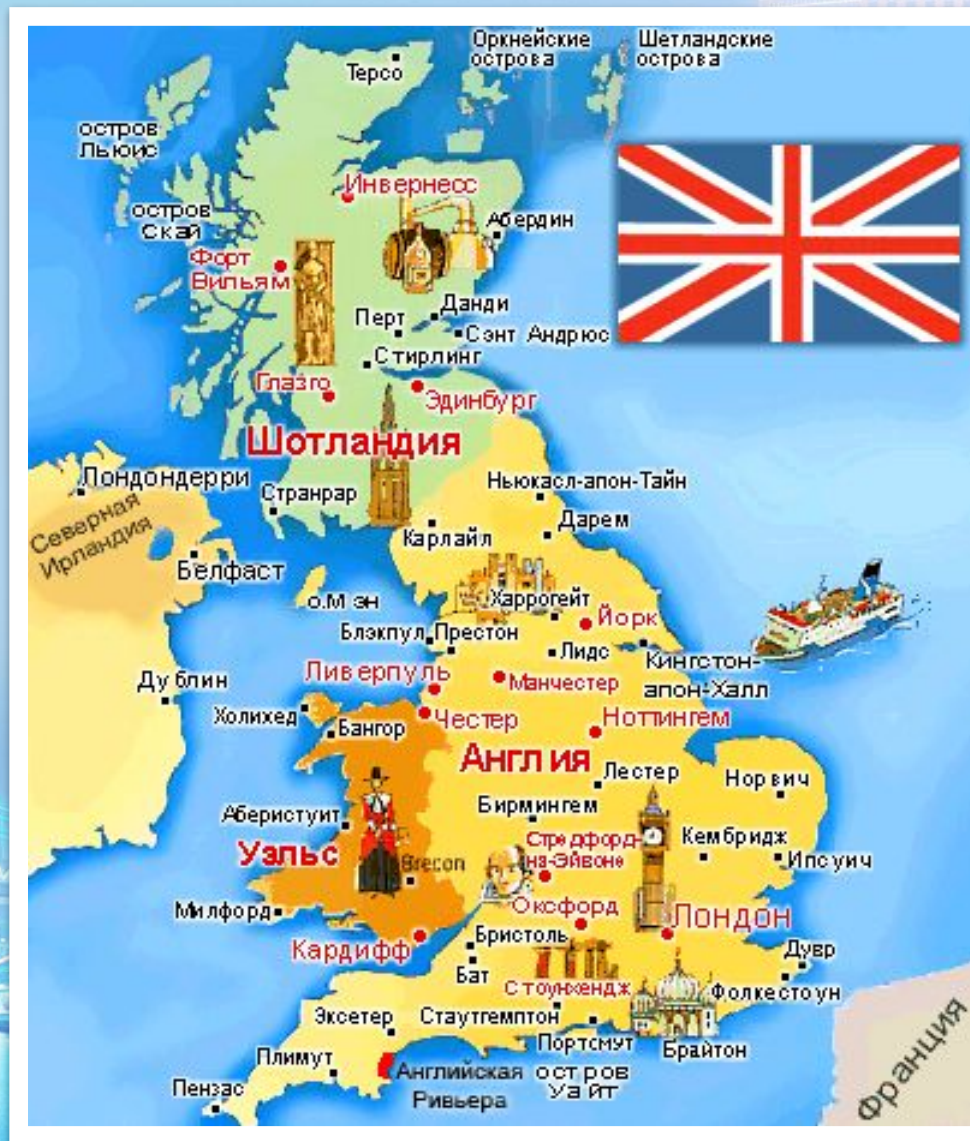 Оркнейские
острова
Шетландские
острова
Терсо
остров
Льюис
Инвернесс
остров
Скай
Абердин
Форт
Вильям
Данди
Перт
Сэнт Андрюс
Стирлинг
Глазго
Эдинбург
Шотландия
Лондондерри
Странрар
Ньюкасл-апон-Тайн
Северная
Ирландия
Карлайл
Дарем
Белфаст
о.Мэн
Харрогейт
Йорк
Блэкпул
Престон
Лидс
Кингстон-
апон-Халл
Ливерпуль
Манчестер
Дублин
Холихед
Честер
Ноттингем
Бангор
Англия
Лестер
Норвич
Бирмингем
Аберистуит
Стредфорд-
на-Эйвоне
Кембридж
Уэльс
Ипсуич
Brecon
Милфорд
Оксфорд
Лондон
Кардифф
Бристоль
Дувр
Бат
Стоунхендж
Фолкестоун
Эксетер
Стаутгемптон
Портсмут
Брайтон
Плимут
Английская
Ривьера
остров
Уайт
Пензас
Франция